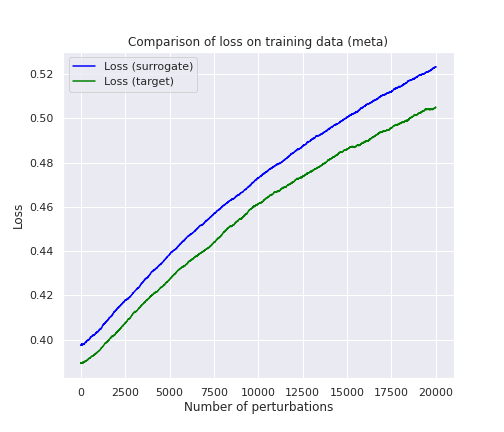 Comparison of loss on training data (meta)
Loss (surrogate)
Loss (target)
Loss
0.52
0.50
0.48
0.46
0.44
0.42
0.40
0 2500 5000 7500 10000 12500 15000 17500 20000
Number of perturbations